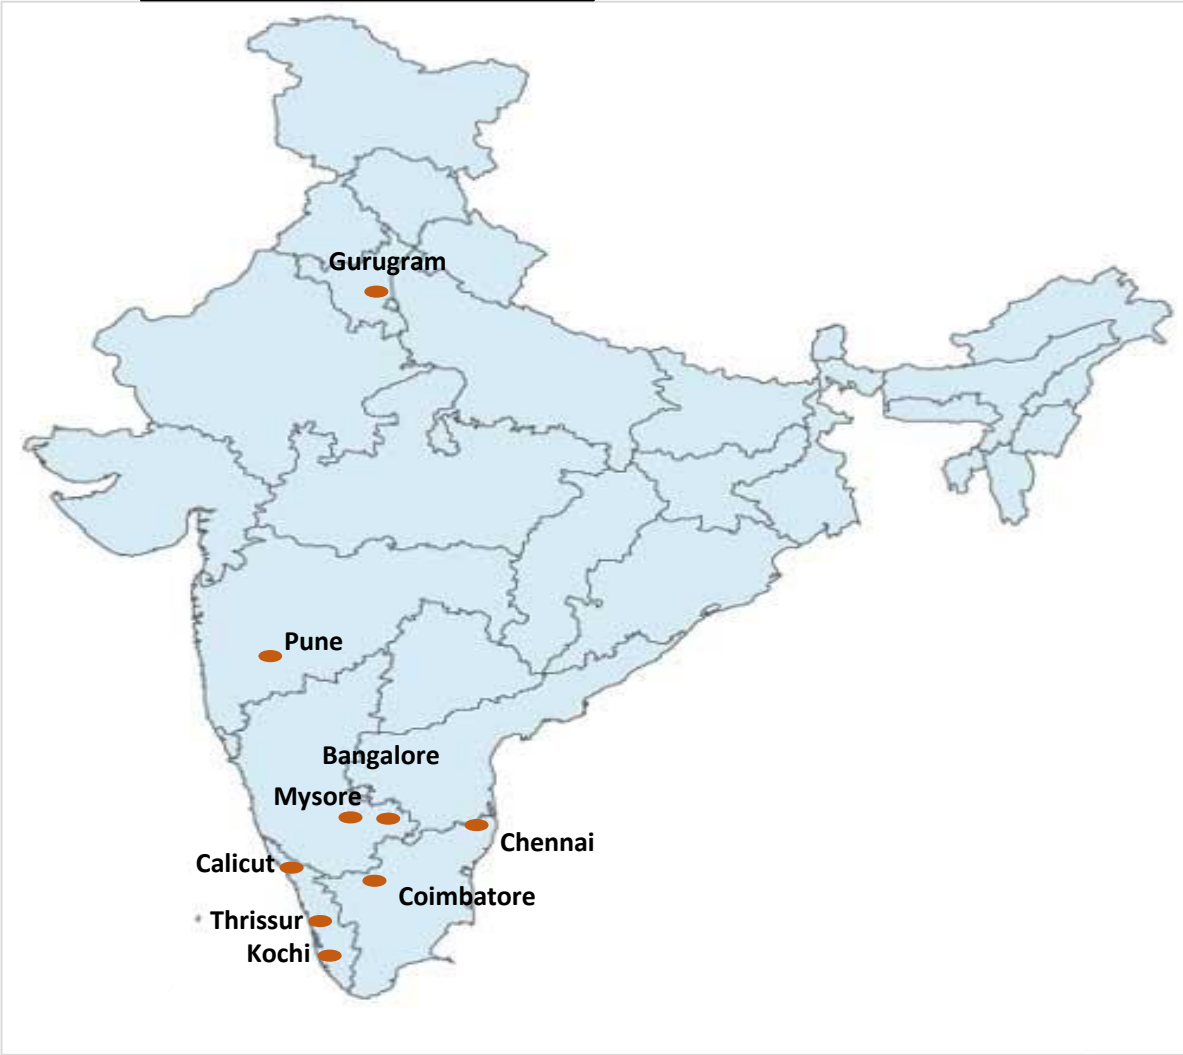 Gurugram
Pune
Bangalore
Mysore
Chennai
Calicut
Coimbatore
Thrissur
Kochi